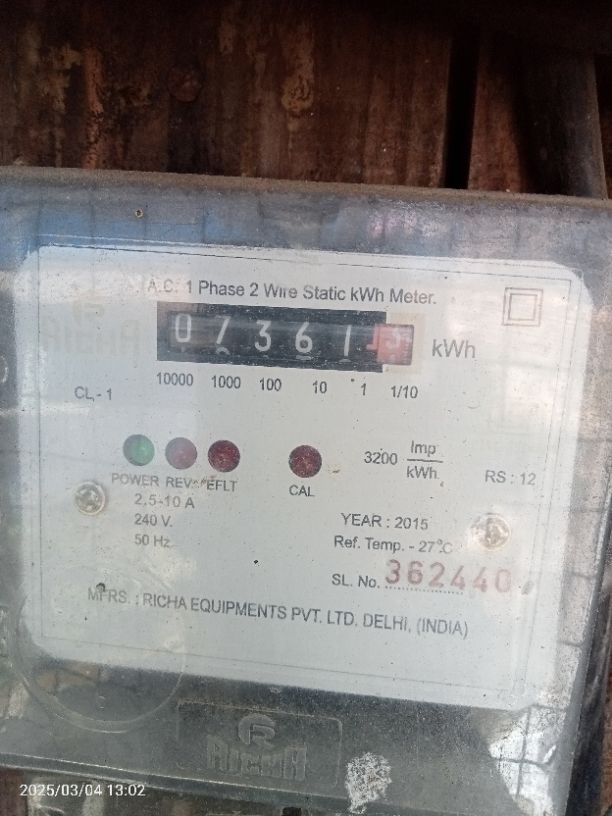 RICHA
A.C. 1 Phase 2 Wire Static kWh Meter.
0 7 3 6 1 3 kWh
10000 1000 100 10 1 1/10
CL - 1
3200 Imp/kWh
RS : 12
POWER REV. EFLT CAL
2.5-10 A
240 V.
50 Hz
YEAR : 2015
Ref. Temp. - 27°C
SL. No. 362440
MFRS. : RICHA EQUIPMENTS PVT. LTD. DELHI, (INDIA)
RICHA
2025/03/04 13:02